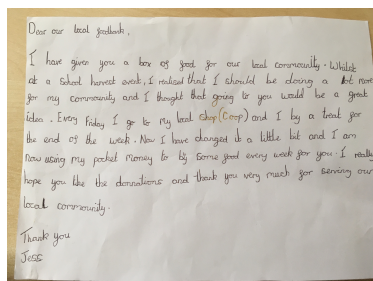 Dear our local foodbank,
I have given you a box of food for our local community. Whilst
at a School harvest event, I realised that I should be doing a lot more
for my community and I thought that going to you would be a great
idea. Every Friday I go to my local shop (Coop) and I by a treat for
the end of the week. Now I have changed it a little bit and I am
now using my pocket money to by some food every week for you. I really
hope you like the donnations and thank you very much for serving our
local community.
Thank you
Jess